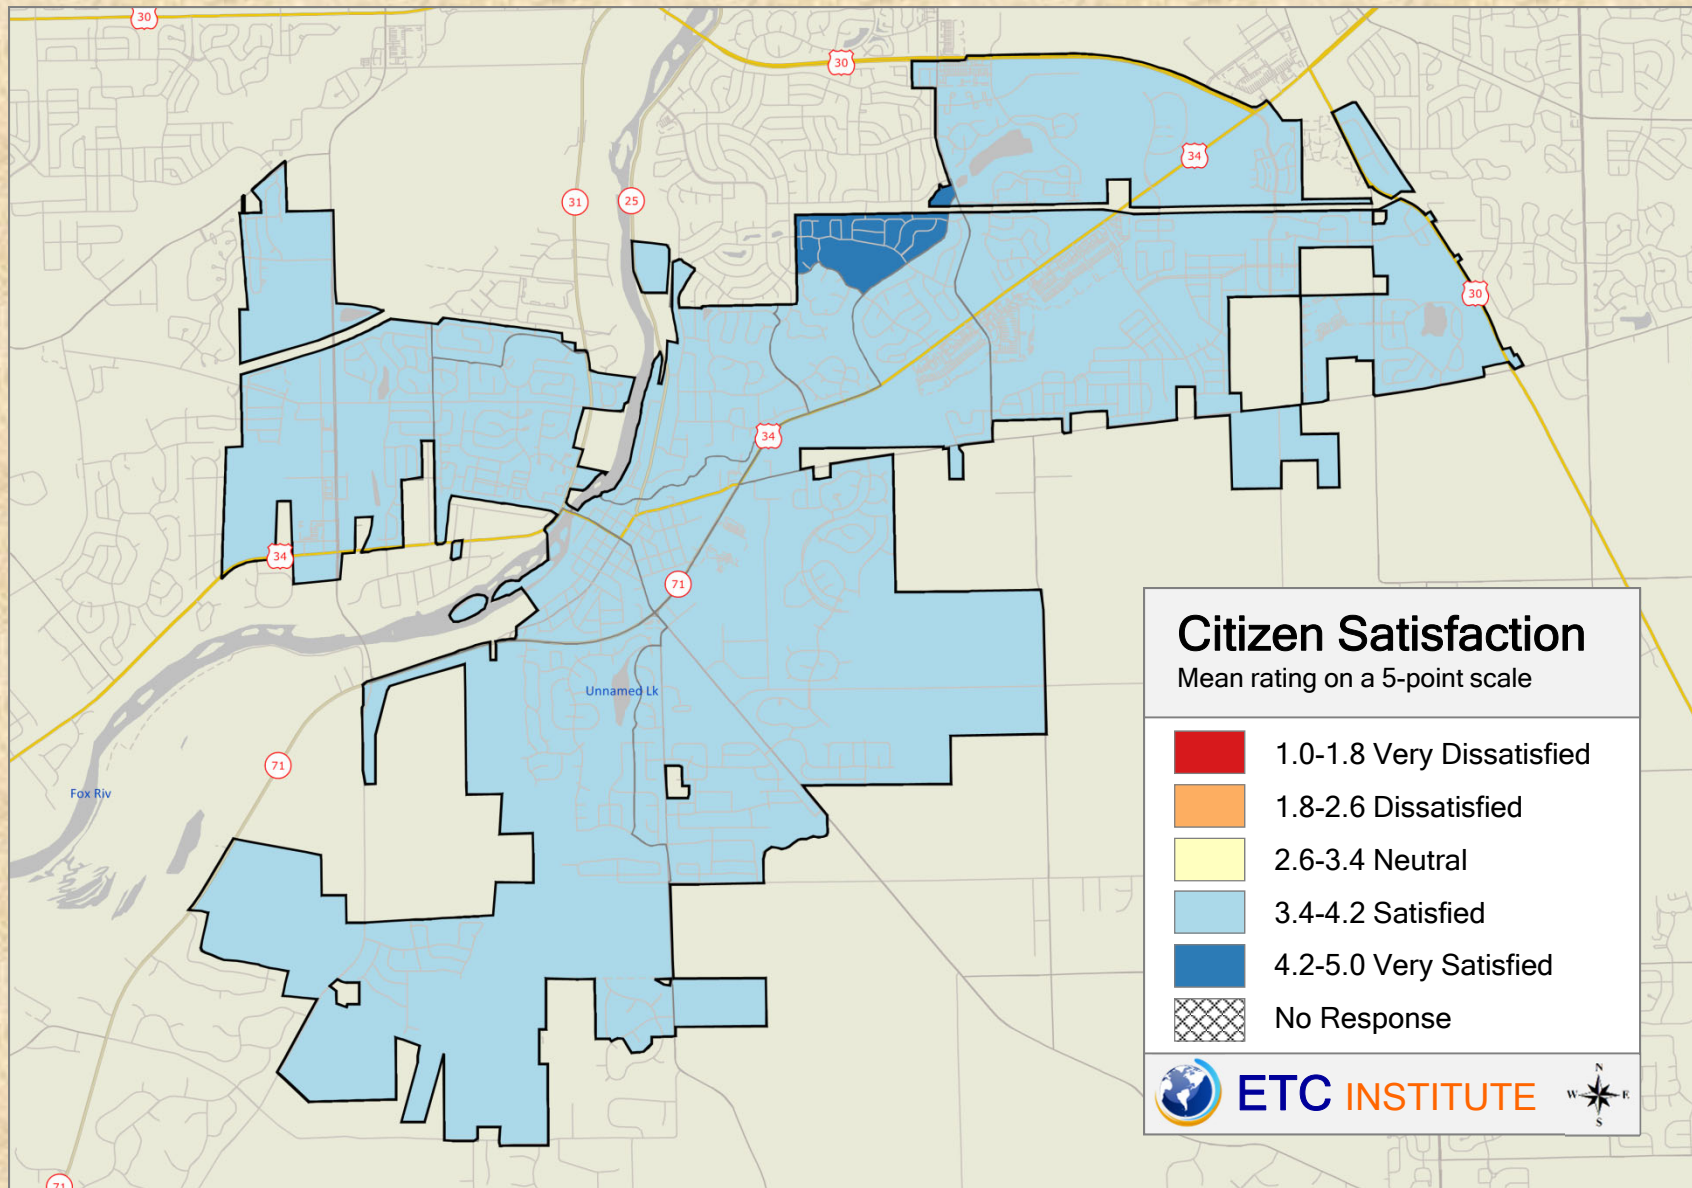 30
30
34
31
25
30
34
34
71
Unnamed Lk
71
Fox Riv
71
Citizen Satisfaction
Mean rating on a 5-point scale
1.0-1.8 Very Dissatisfied
1.8-2.6 Dissatisfied
2.6-3.4 Neutral
3.4-4.2 Satisfied
4.2-5.0 Very Satisfied
No Response
ETC INSTITUTE
N
W E
S